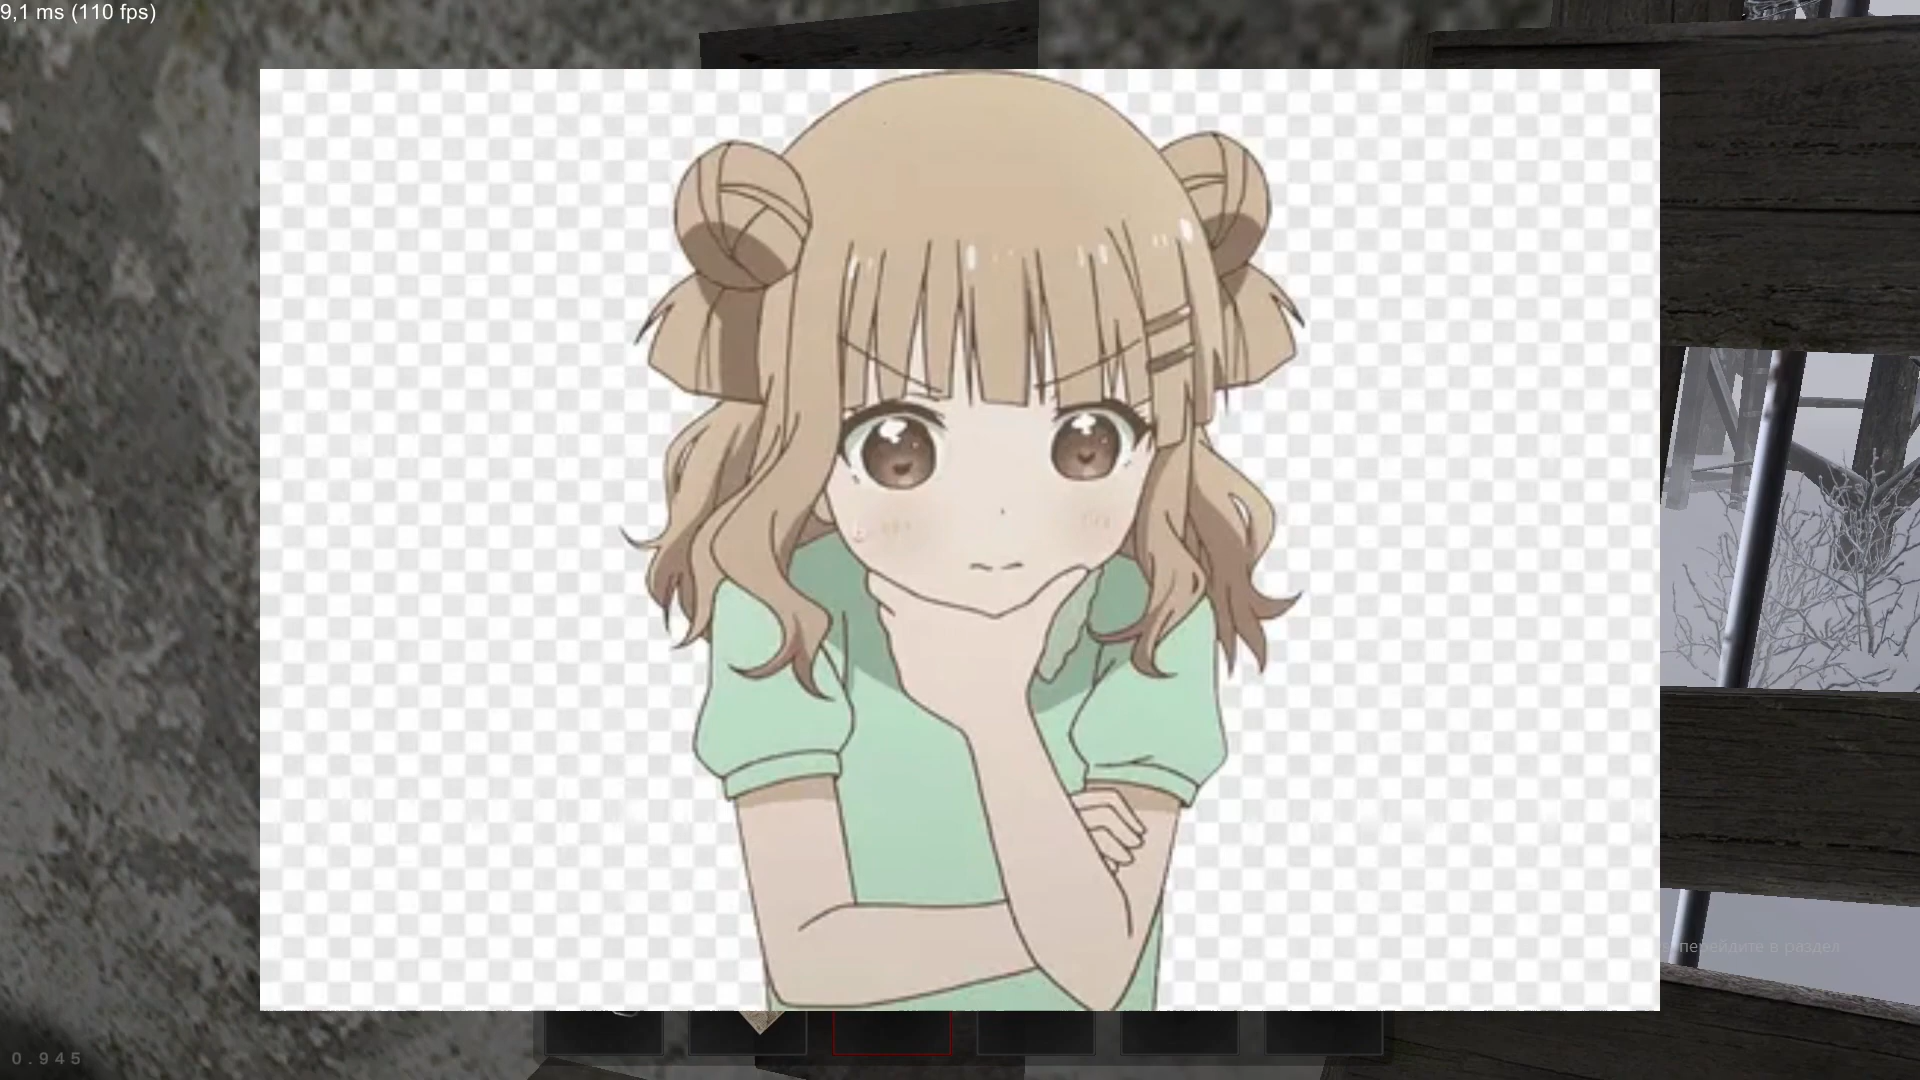 9,1 ms (110 fps)
перейдите в раздел
0.945